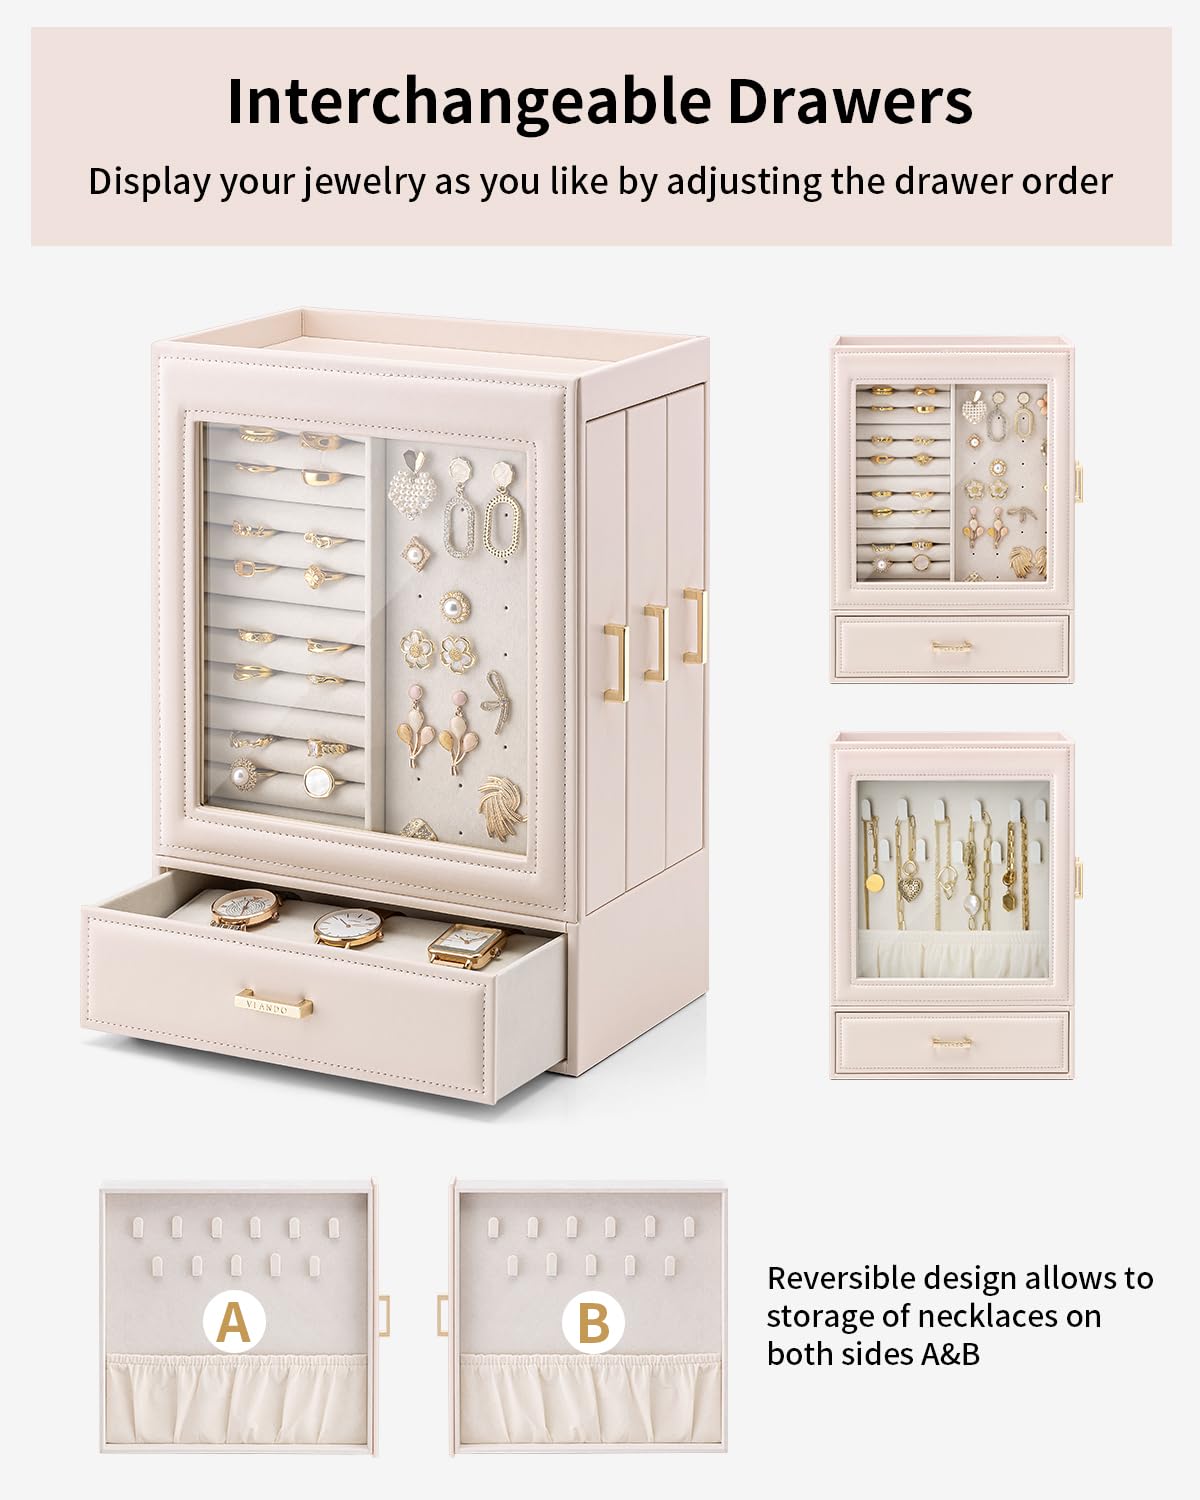 Interchangeable Drawers
Display your jewelry as you like by adjusting the drawer order
VLANDO
A
B
Reversible design allows to
storage of necklaces on
both sides A&B